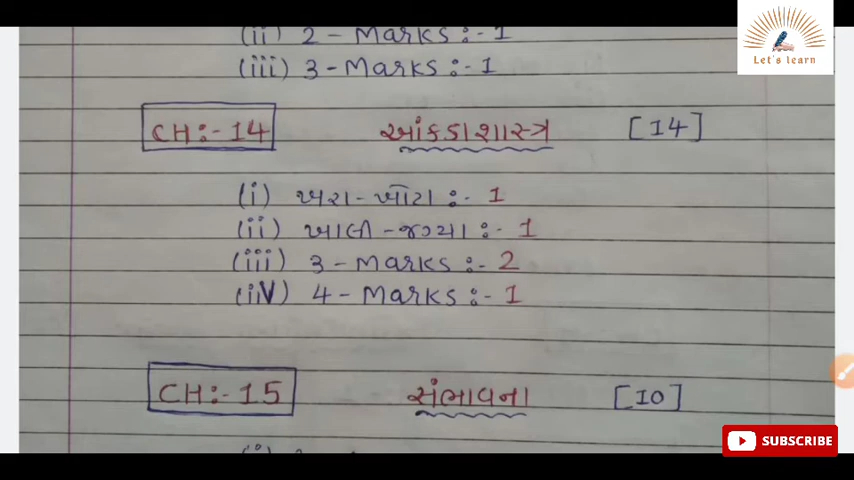 (ii) 2 - Marks :- 1
(iii) 3 - Marks :- 1
Let's learn
CH:- 14 આંકડાશાસ્ત્ર [14]
(i) ખરા - ખોટા :- 1
(ii) ખાલી - જગ્યા :- 1
(iii) 3 - Marks :- 2
(iV) 4 - Marks :- 1
CH:- 15 સંભાવના [10]
SUBSCRIBE